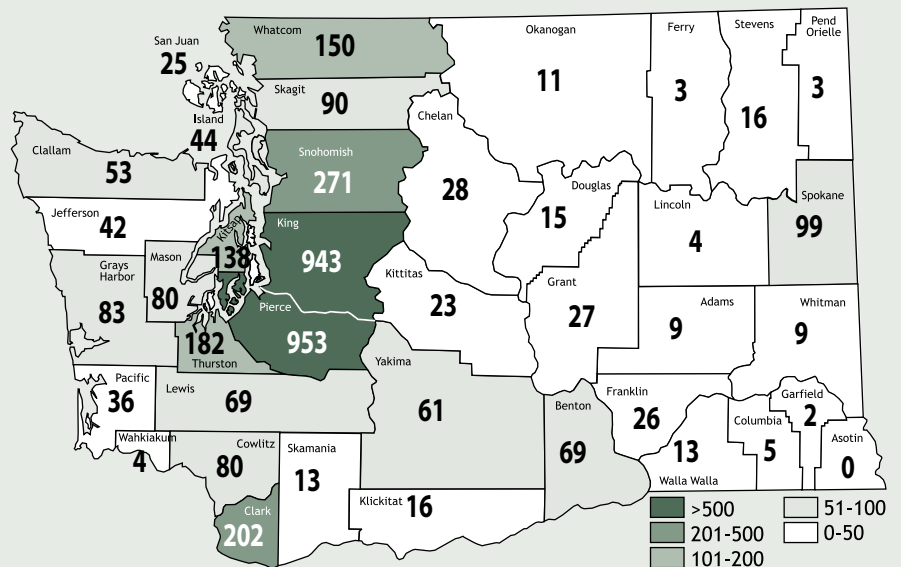 Whatcom
150
San Juan
25
Skagit
90
Island
44
Okanogan
11
Ferry
3
Stevens
16
Pend
Orielle
3
Chelan
28
Clallam
53
Snohomish
271
Douglas
15
Lincoln
4
Spokane
99
Jefferson
42
Kitsap
138
King
943
Kittitas
23
Grant
27
Adams
9
Whitman
9
Grays
Harbor
83
Mason
80
Pierce
953
182
Thurston
Yakima
61
Pacific
36
Lewis
69
Benton
69
Franklin
26
Garfield
2
Columbia
5
Asotin
0
13
Walla Walla
Wahkiakum
4
Cowlitz
80
Skamania
13
Klickitat 16
Clark
202
>500
201-500
101-200
51-100
0-50